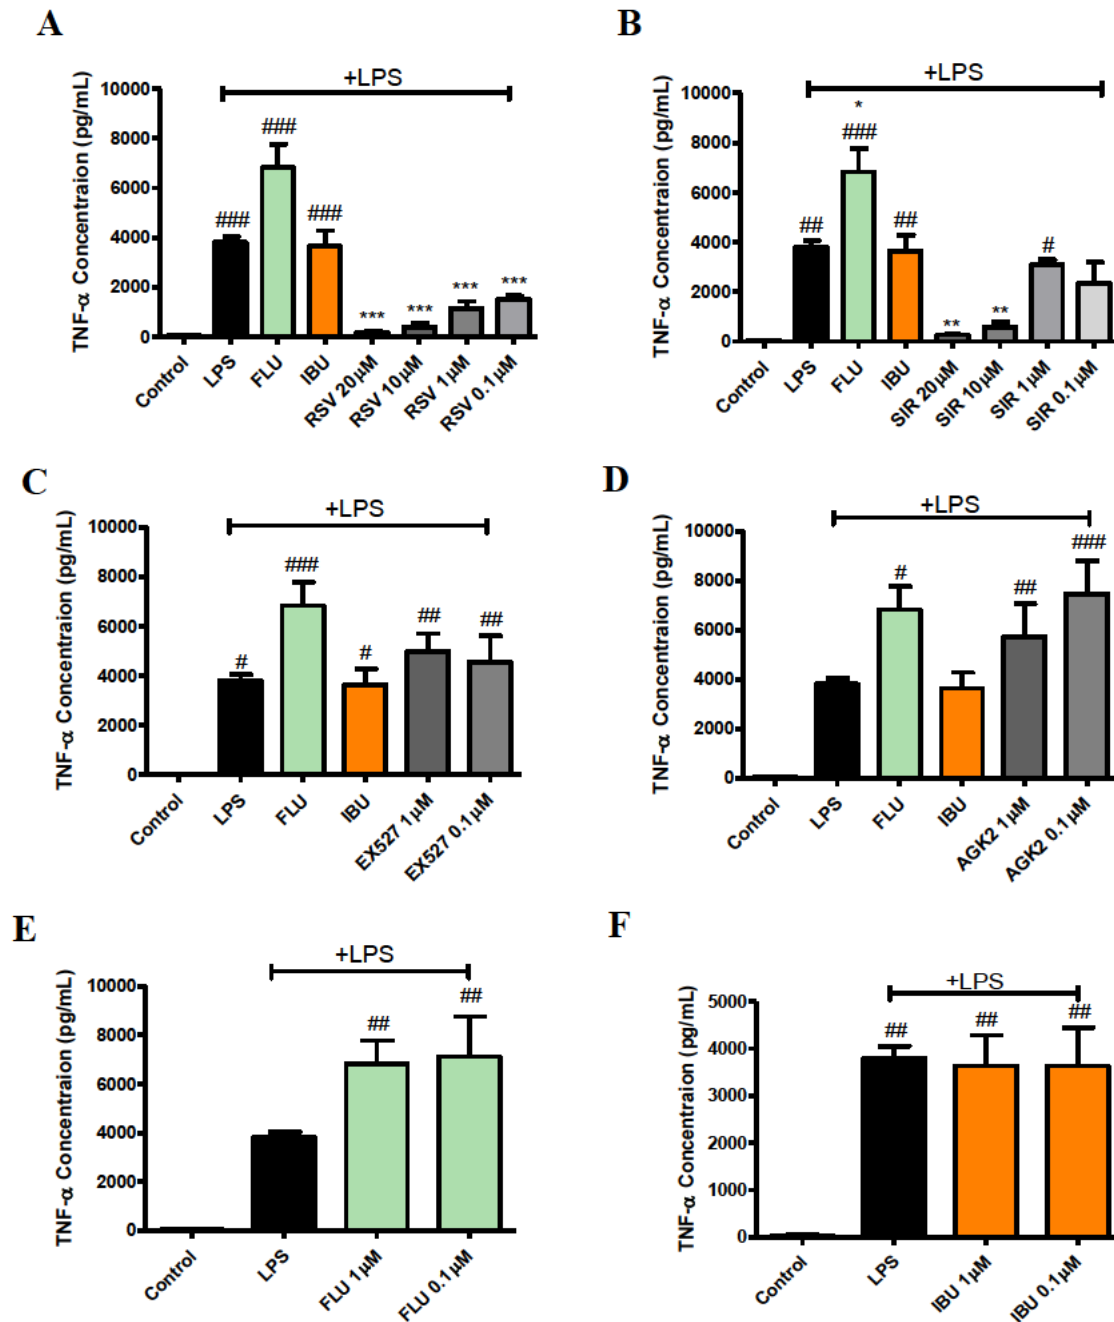 A
+LPS
TNF-α Concentraion (pg/mL)
10000
8000
6000
4000
2000
0
###
###
###
***
***
***
***
Control
LPS
FLU
IBU
RSV 20µM
RSV 10µM
RSV 1µM
RSV 0.1µM
B
+LPS
TNF-α Concentraion (pg/mL)
10000
8000
6000
4000
2000
0
##
*
###
##
**
**
#
Control
LPS
FLU
IBU
SIR 20µM
SIR 10µM
SIR 1µM
SIR 0.1µM
C
+LPS
TNF-α Concentraion (pg/mL)
10000
8000
6000
4000
2000
0
#
###
#
##
##
Control
LPS
FLU
IBU
EX527 1µM
EX527 0.1µM
D
+LPS
TNF-α Concentraion (pg/mL)
10000
8000
6000
4000
2000
0
#
##
###
Control
LPS
FLU
IBU
AGK2 1µM
AGK2 0.1µM
E
+LPS
TNF-α Concentraion (pg/mL)
10000
8000
6000
4000
2000
0
##
##
Control
LPS
FLU 1µM
FLU 0.1µM
F
+LPS
TNF-α Concentraion (pg/mL)
5000
4000
3000
2000
1000
0
##
##
##
Control
LPS
IBU 1µM
IBU 0.1µM